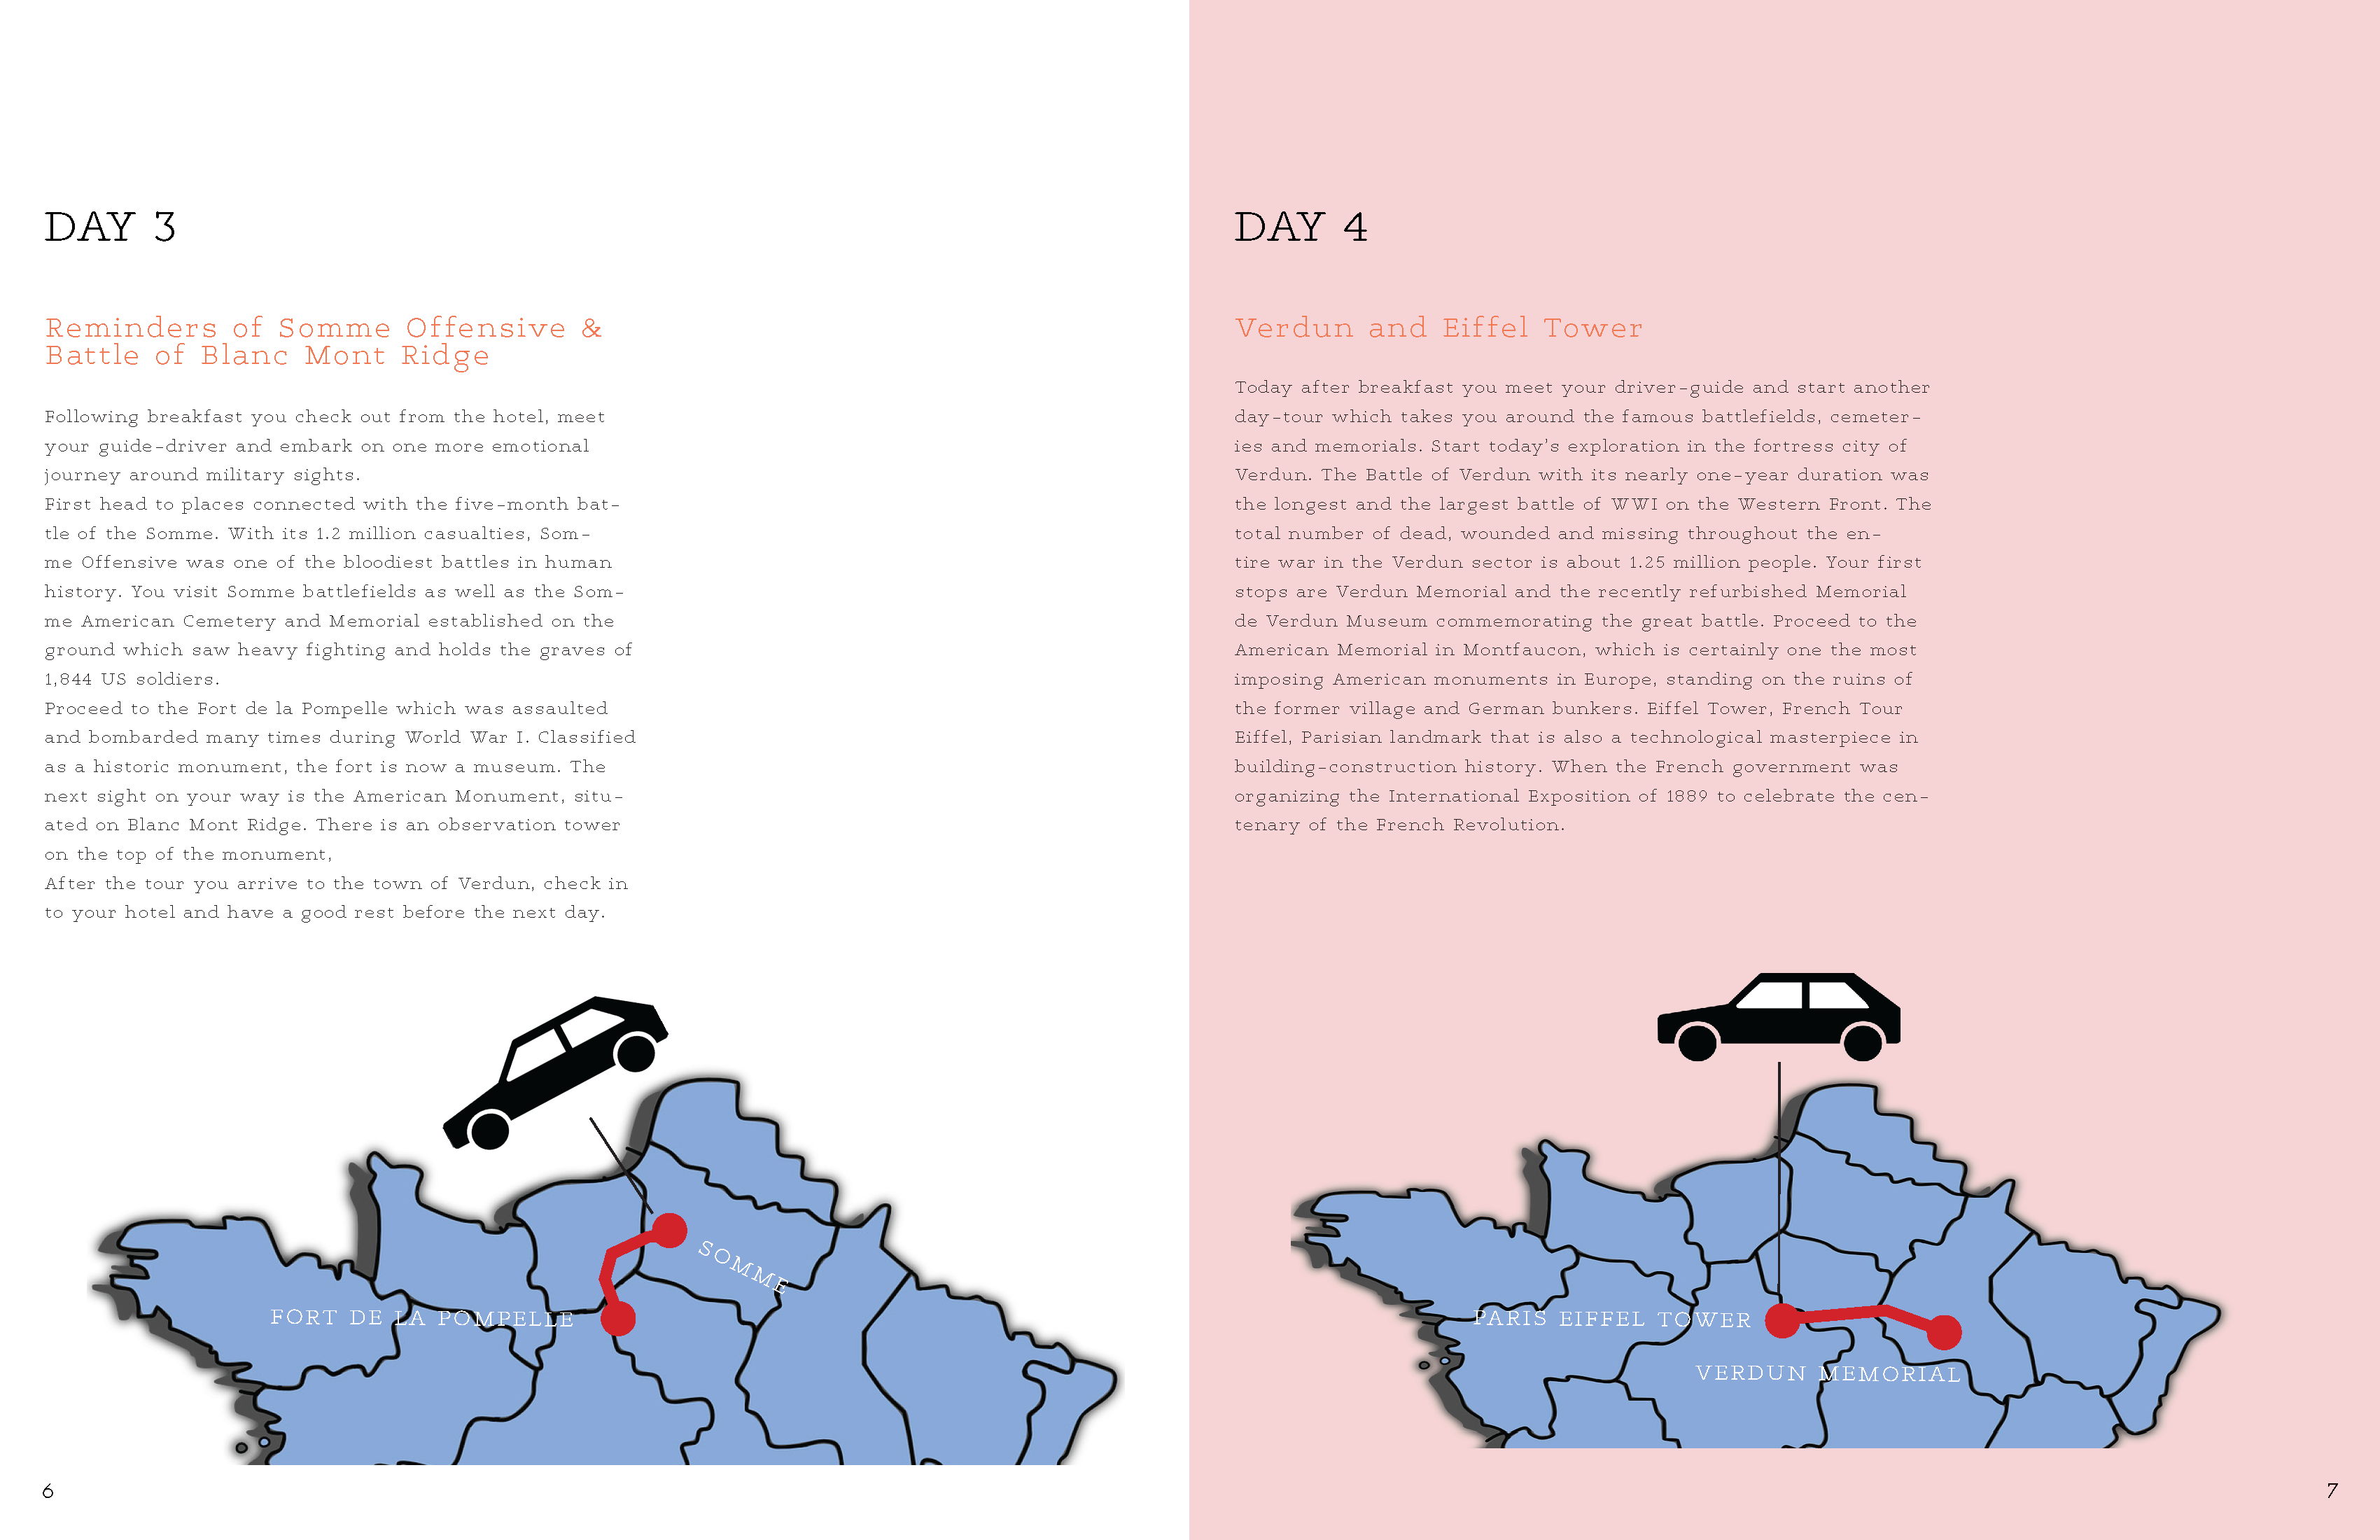 DAY 3
Reminders of Somme Offensive &
Battle of Blanc Mont Ridge
Following breakfast you check out from the hotel, meet
your guide-driver and embark on one more emotional
journey around military sights.
First head to places connected with the five-month bat-
tle of the Somme. With its 1.2 million casualties, Som-
me Offensive was one of the bloodiest battles in human
history. You visit Somme battlefields as well as the Som-
me American Cemetery and Memorial established on the
ground which saw heavy fighting and holds the graves of
1,844 US soldiers.
Proceed to the Fort de la Pompelle which was assaulted
and bombarded many times during World War I. Classified
as a historic monument, the fort is now a museum. The
next sight on your way is the American Monument, situ-
ated on Blanc Mont Ridge. There is an observation tower
on the top of the monument,
After the tour you arrive to the town of Verdun, check in
to your hotel and have a good rest before the next day.
SOMME
FORT DE LA POMPELLE
6
DAY 4
Verdun and Eiffel Tower
Today after breakfast you meet your driver-guide and start another
day-tour which takes you around the famous battlefields, cemeter-
ies and memorials. Start today's exploration in the fortress city of
Verdun. The Battle of Verdun with its nearly one-year duration was
the longest and the largest battle of WWI on the Western Front. The
total number of dead, wounded and missing throughout the en-
tire war in the Verdun sector is about 1.25 million people. Your first
stops are Verdun Memorial and the recently refurbished Memorial
de Verdun Museum commemorating the great battle. Proceed to the
American Memorial in Montfaucon, which is certainly one the most
imposing American monuments in Europe, standing on the ruins of
the former village and German bunkers. Eiffel Tower, French Tour
Eiffel, Parisian landmark that is also a technological masterpiece in
building-construction history. When the French government was
organizing the International Exposition of 1889 to celebrate the cen-
tenary of the French Revolution.
PARIS EIFFEL TOWER
VERDUN MEMORIAL
7